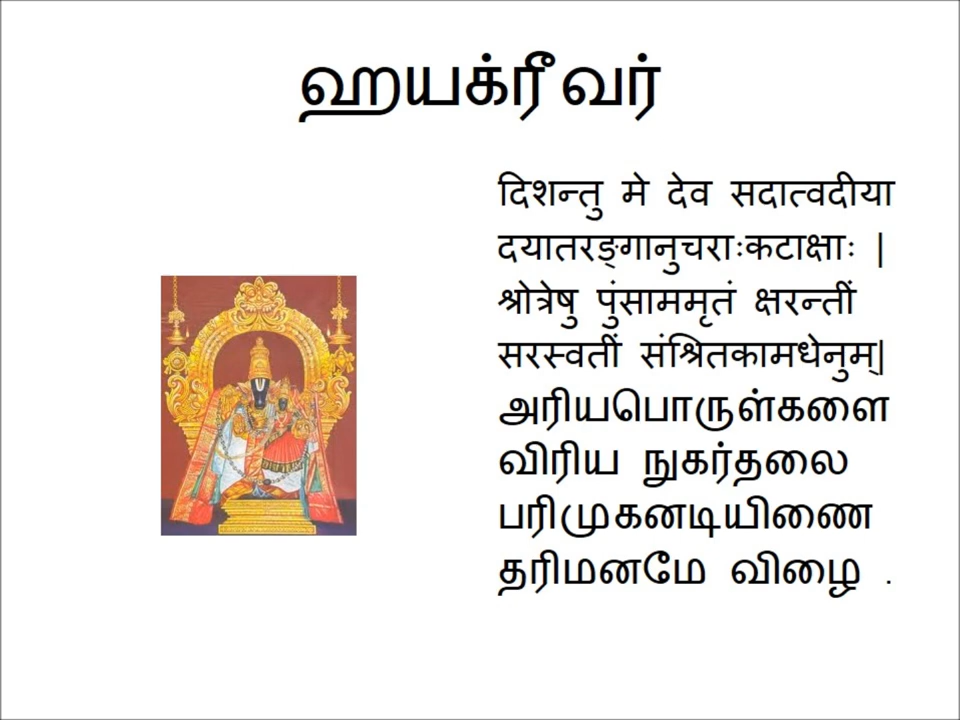 ஹயக்ரீவர்
दिशन्तु मे देव सदात्वदीया
दयातरङ्गानुचराःकटाक्षाः |
श्रोत्रेषु पुंसाममृतं क्षरन्तीं
सरस्वतीं संश्रितकामधेनुम्|
அரியபொருள்களை
விரிய நுகர்தலை
பரிமுகனடியிணை
தரிமனமே விழை .